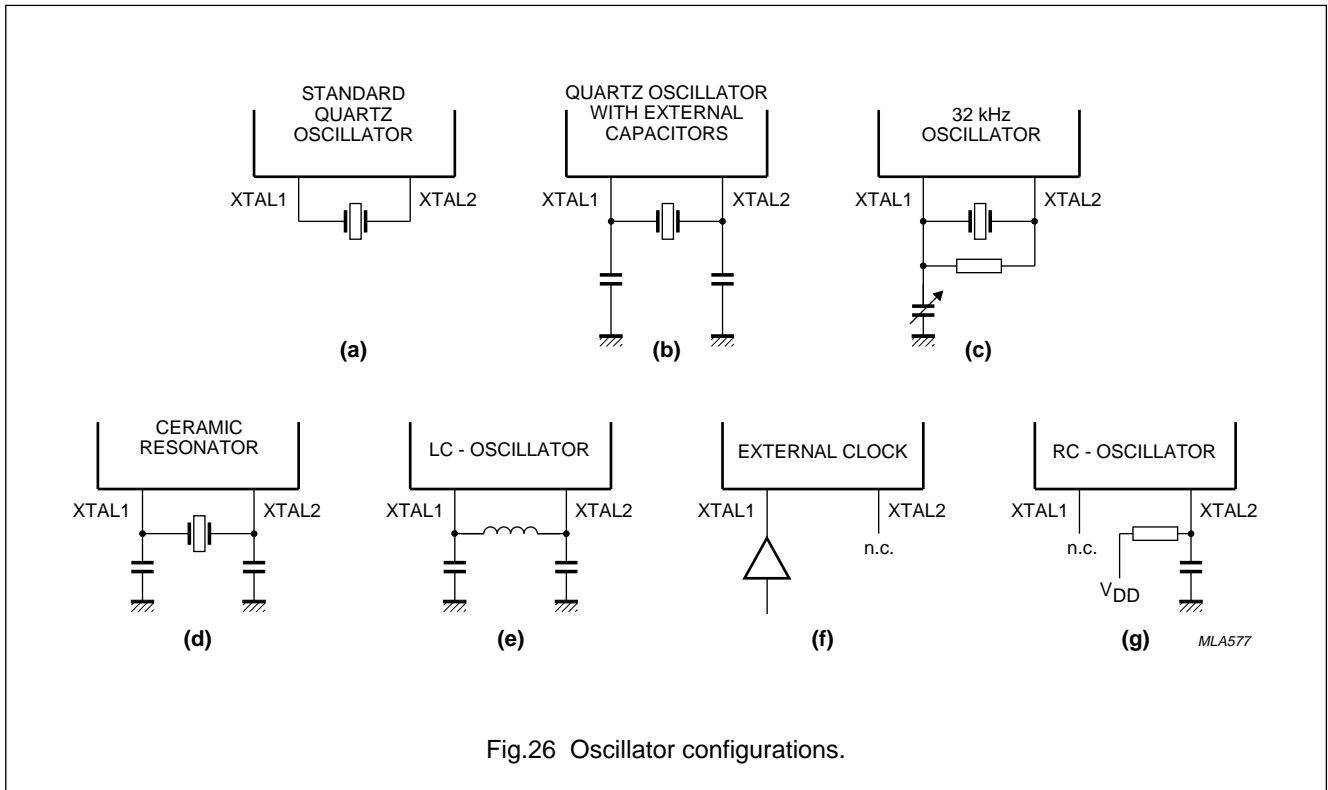 STANDARD
QUARTZ
OSCILLATOR
XTAL1
XTAL2
(a)
QUARTZ OSCILLATOR
WITH EXTERNAL
CAPACITORS
XTAL1
XTAL2
(b)
32 kHz
OSCILLATOR
XTAL1
XTAL2
(c)
CERAMIC
RESONATOR
XTAL1
XTAL2
(d)
LC - OSCILLATOR
XTAL1
XTAL2
(e)
EXTERNAL CLOCK
XTAL1
XTAL2
n.c.
(f)
RC - OSCILLATOR
XTAL1
XTAL2
n.c.
VDD
(g)
MLA577
Fig.26 Oscillator configurations.